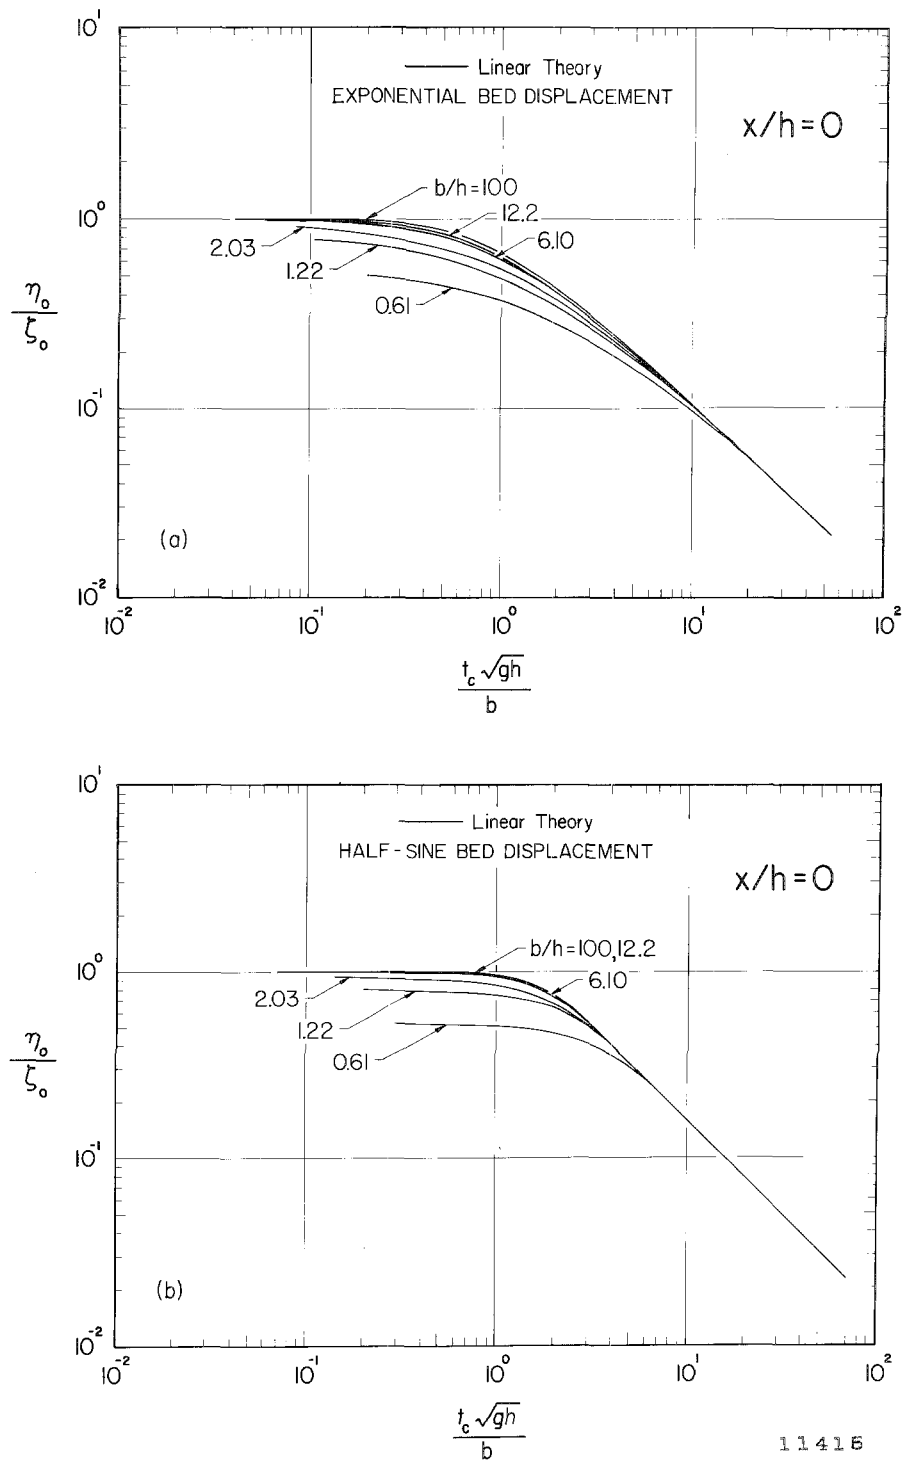 10¹
Linear Theory
EXPONENTIAL BED DISPLACEMENT
x/h=0
b/h=100
10⁰
12.2
2.03
6.10
1.22
η₀
ζ₀
0.61
10⁻¹
(a)
10⁻²
10⁻² 10⁻¹ 10⁰ 10¹ 10²
t_c √gh
b
10¹
Linear Theory
HALF-SINE BED DISPLACEMENT
x/h=0
b/h=100,12.2
10⁰
6.10
2.03
1.22
η₀
ζ₀
0.61
10⁻¹
(b)
10⁻²
10⁻² 10⁻¹ 10⁰ 10¹ 10²
t_c √gh
b